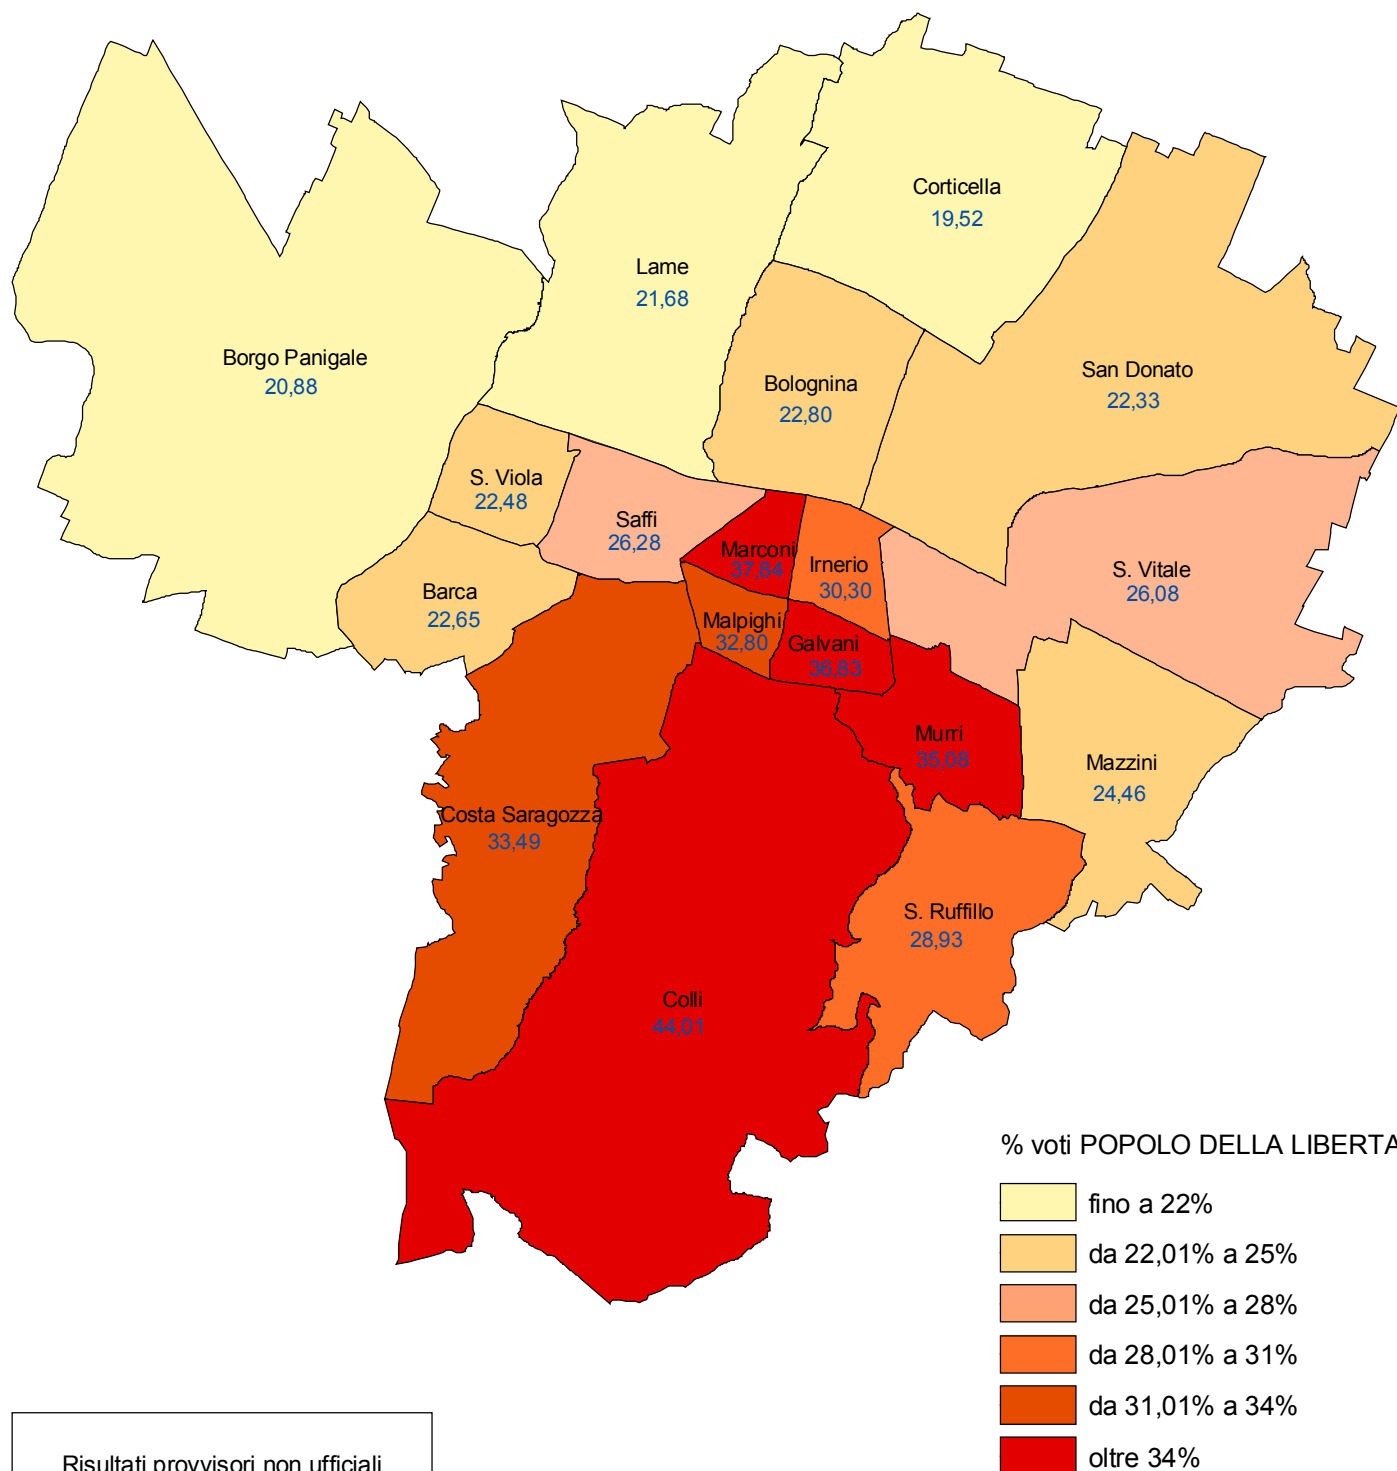 Corticella
19,52
Lame
21,68
Borgo Panigale
20,88
San Donato
22,33
Bolognina
22,80
S. Viola
22,48
Saffi
26,28
Marconi
37,84
Irnerio
30,30
S. Vitale
26,08
Barca
22,65
Malpighi
32,80
Galvani
36,83
Murri
35,08
Mazzini
24,46
Costa Saragozza
33,49
S. Ruffillo
28,93
Colli
44,01
% voti POPOLO DELLA LIBERTA
fino a 22%
da 22,01% a 25%
da 25,01% a 28%
da 28,01% a 31%
da 31,01% a 34%
oltre 34%
Risultati provvisori non ufficiali